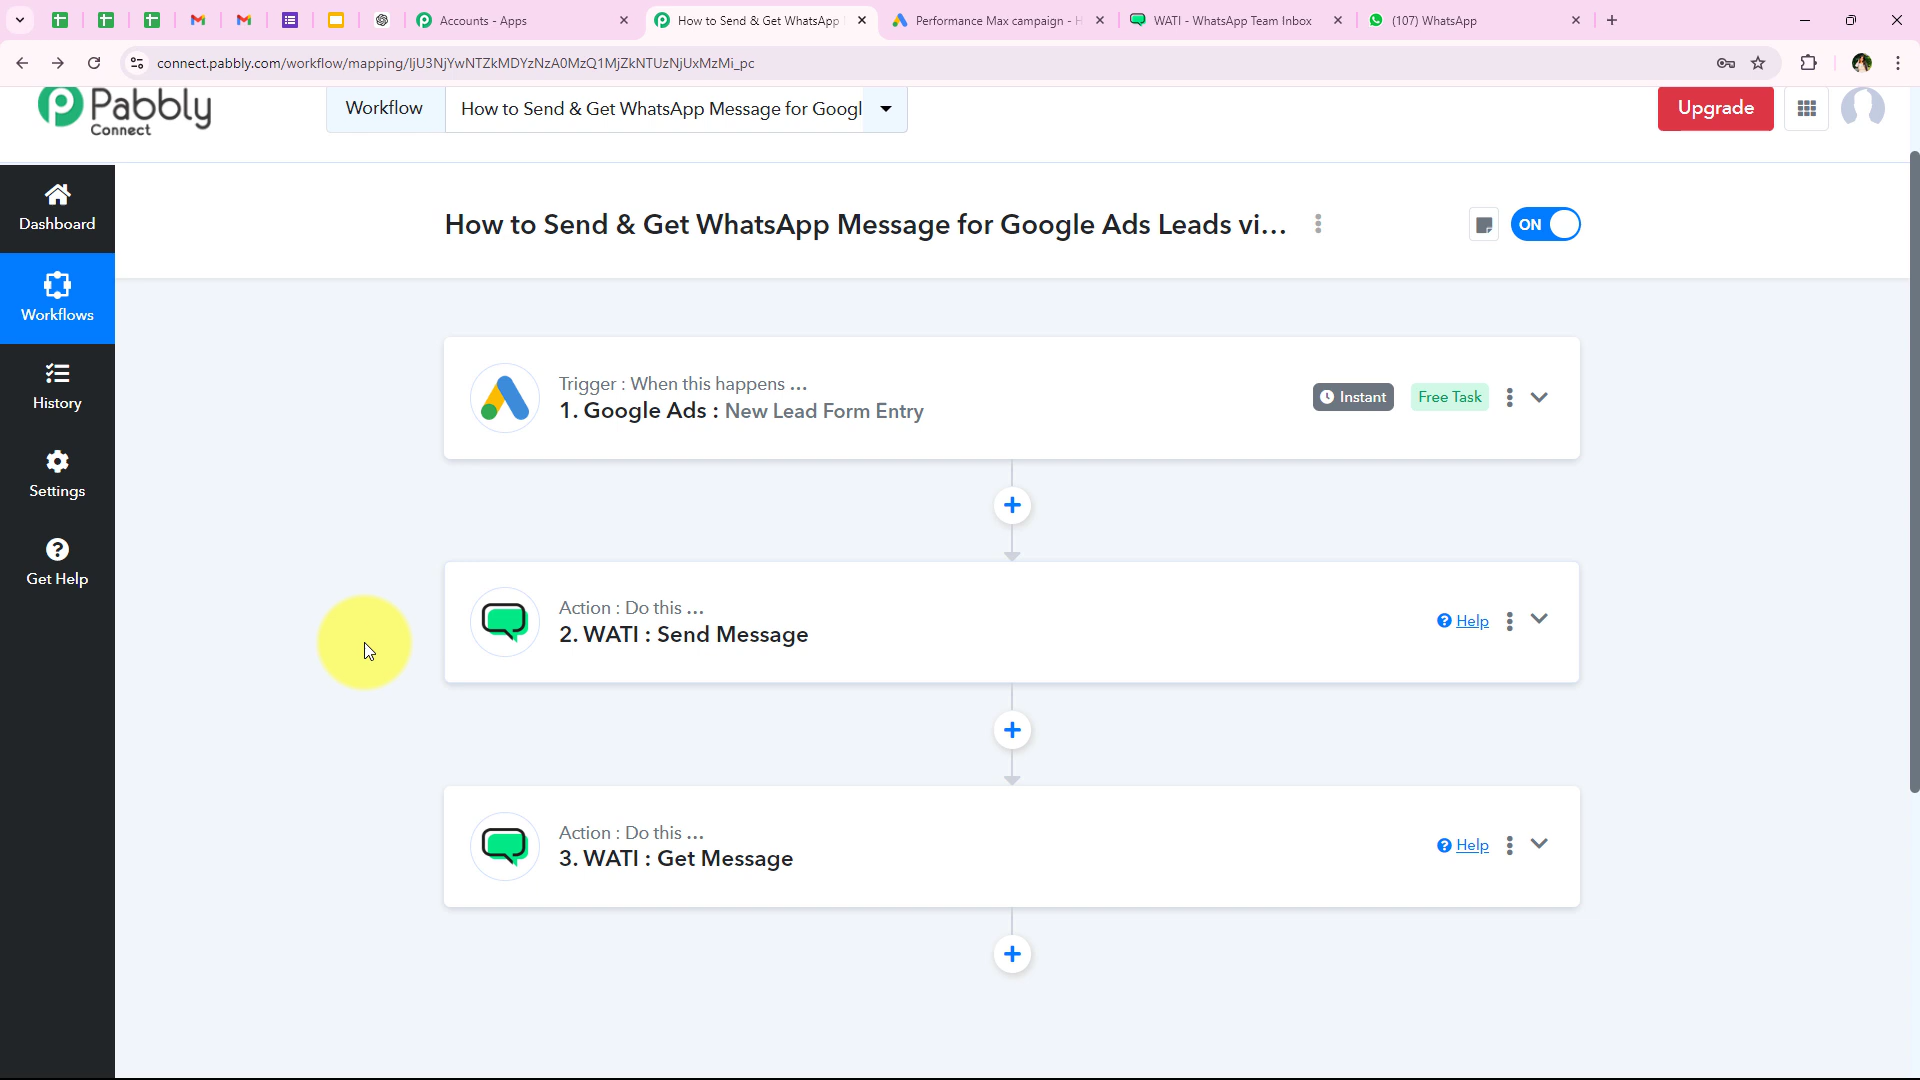 Accounts - Apps
How to Send & Get WhatsApp
Performance Max campaign - H
WATI - WhatsApp Team Inbox
(107) WhatsApp
connect.pabbly.com/workflow/mapping/IjU3NjYwNTZkMDYzNzA0MzQ1MjZkNTUzNjUxMzMi_pc
Pabbly
Connect
Workflow
How to Send & Get WhatsApp Message for Googl
Upgrade
Dashboard
Workflows
History
Settings
Get Help
How to Send & Get WhatsApp Message for Google Ads Leads vi...
ON
Trigger : When this happens ...
1. Google Ads : New Lead Form Entry
Instant
Free Task
Action : Do this ...
2. WATI : Send Message
Help
Action : Do this ...
3. WATI : Get Message
Help